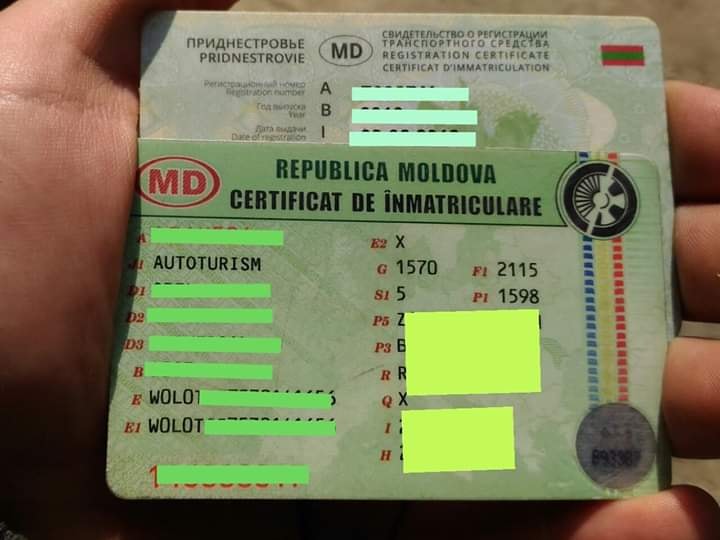 ПРИДНЕСТРОВЬЕ
PRIDNESTROVIE
MD
СВИДЕТЕЛЬСТВО О РЕГИСТРАЦИИ
ТРАНСПОРТНОГО СРЕДСТВА
REGISTRATION CERTIFICATE
CERTIFICAT D'IMMATRICULATION
Регистрационный номер
Registration number A
Год выпуска
Year B
Дата выдачи
Date of registration I
MD
REPUBLICA MOLDOVA
CERTIFICAT DE ÎNMATRICULARE
A
J1 AUTOTURISM
D1
D2
D3
B
E WOLOT
E1 WOLOT
E2 X
G 1570 F1 2115
S1 5 P1 1598
P5
P3 B
R R
Q X
I
H